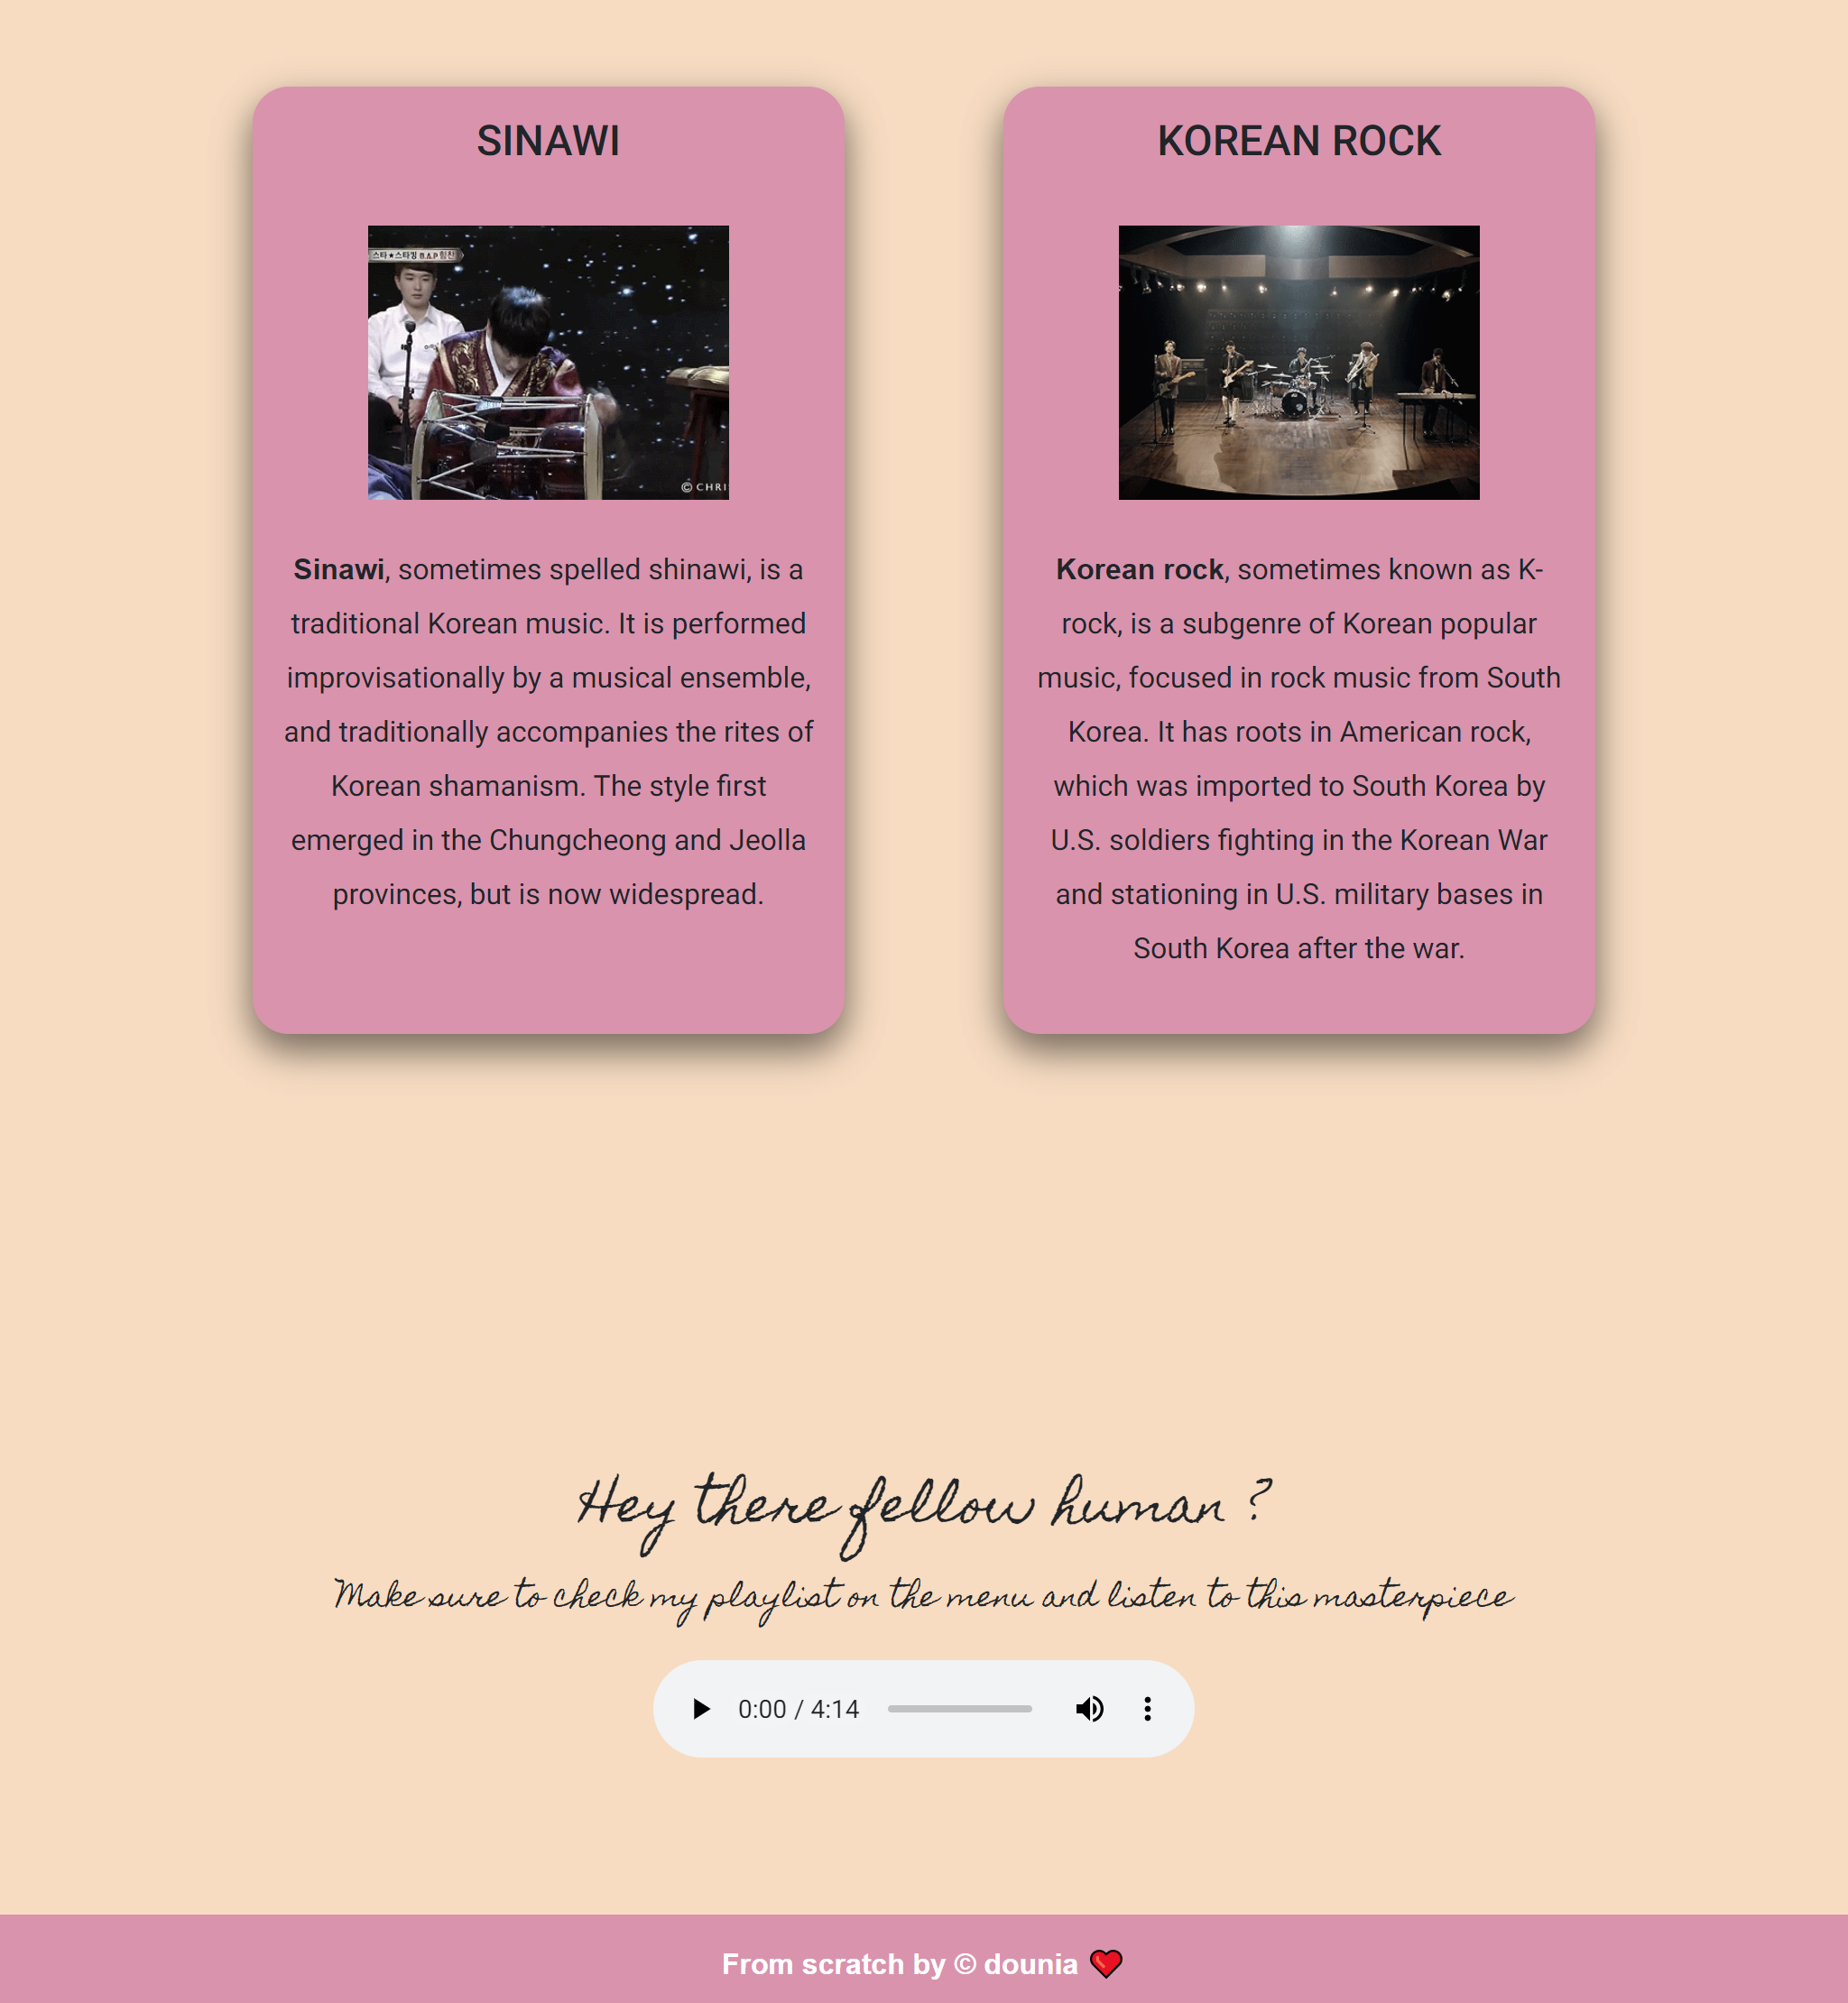 SINAWI
스타★스타킹 B.A.P 힘찬
© CHRI
Sinawi, sometimes spelled shinawi, is a
traditional Korean music. It is performed
improvisationally by a musical ensemble,
and traditionally accompanies the rites of
Korean shamanism. The style first
emerged in the Chungcheong and Jeolla
provinces, but is now widespread.
KOREAN ROCK
Korean rock, sometimes known as K-
rock, is a subgenre of Korean popular
music, focused in rock music from South
Korea. It has roots in American rock,
which was imported to South Korea by
U.S. soldiers fighting in the Korean War
and stationing in U.S. military bases in
South Korea after the war.
Hey there fellow human ?
Make sure to check my playlist on the menu and listen to this masterpiece
0:00 / 4:14
From scratch by © dounia